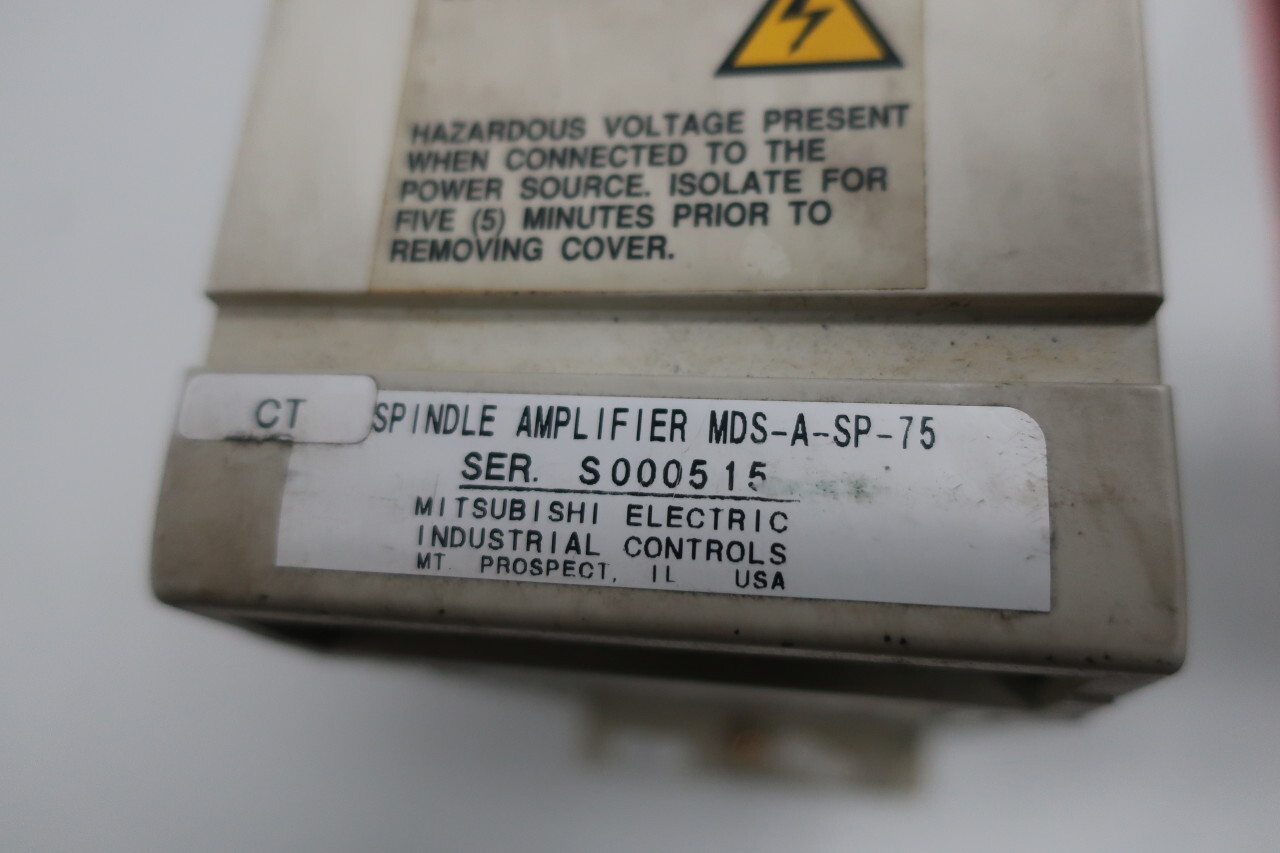 HAZARDOUS VOLTAGE PRESENT
WHEN CONNECTED TO THE
POWER SOURCE. ISOLATE FOR
FIVE (5) MINUTES PRIOR TO
REMOVING COVER.
CT
SPINDLE AMPLIFIER MDS-A-SP-75
SER. S000515
MITSUBISHI ELECTRIC
INDUSTRIAL CONTROLS
MT. PROSPECT, IL USA